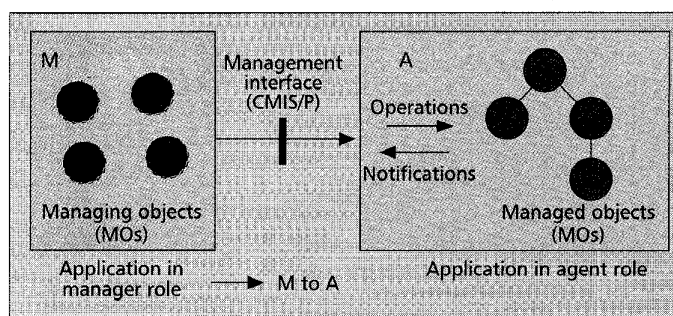 M
Management
interface
(CMIS/P)
A
Operations
Notifications
Managing objects
(MOs)
Managed objects
(MOs)
Application in
manager role
M to A
Application in agent role